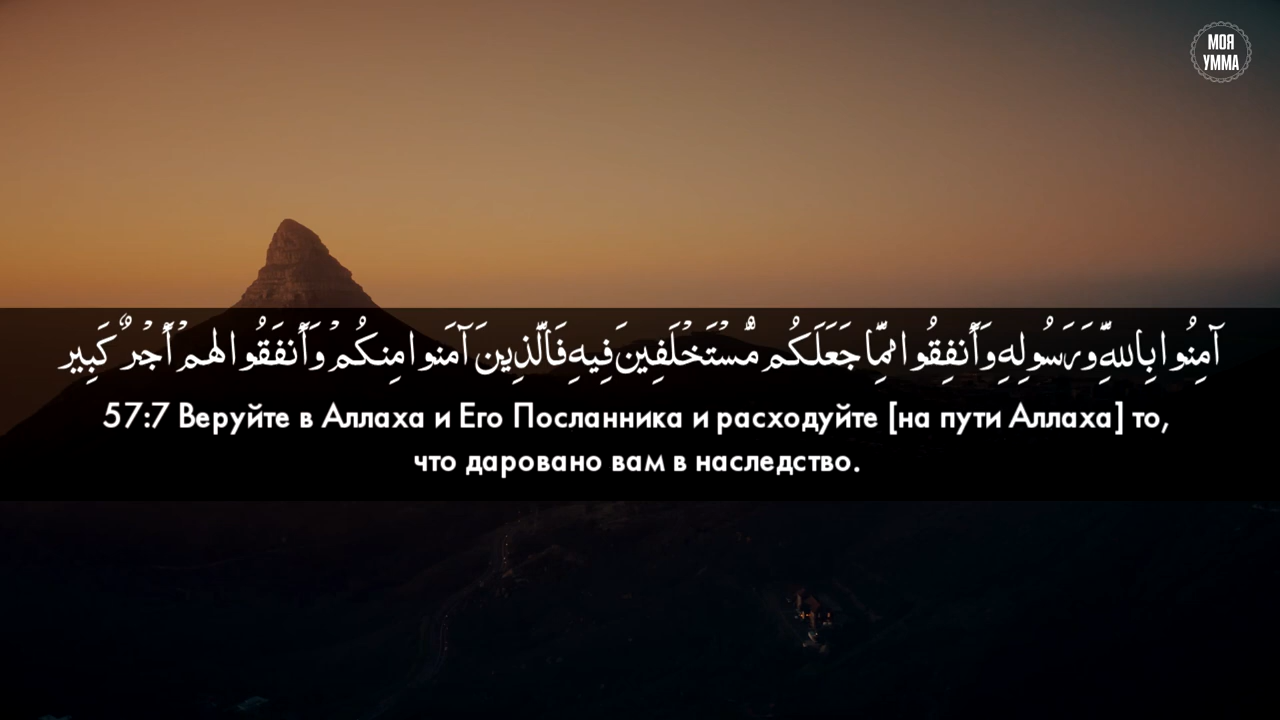 МОЯ
УММА
آمِنُوا بِاللَّهِ وَرَسُولِهِ وَأَنفِقُوا مِمَّا جَعَلَكُم مُّسْتَخْلَفِينَ فِيهِ فَالَّذِينَ آمَنُوا مِنكُمْ وَأَنفَقُوا لَهُمْ أَجْرٌ كَبِير
57:7 Веруйте в Аллаха и Его Посланника и расходуйте [на пути Аллаха] то,
что даровано вам в наследство.